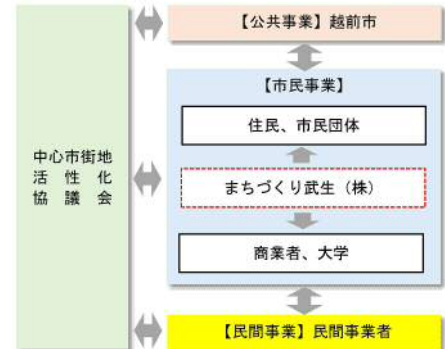 【公共事業】越前市
【市民事業】
住民、市民団体
中心市街地
活性化
協議会
まちづくり武生（株）
商業者、大学
【民間事業】民間事業者